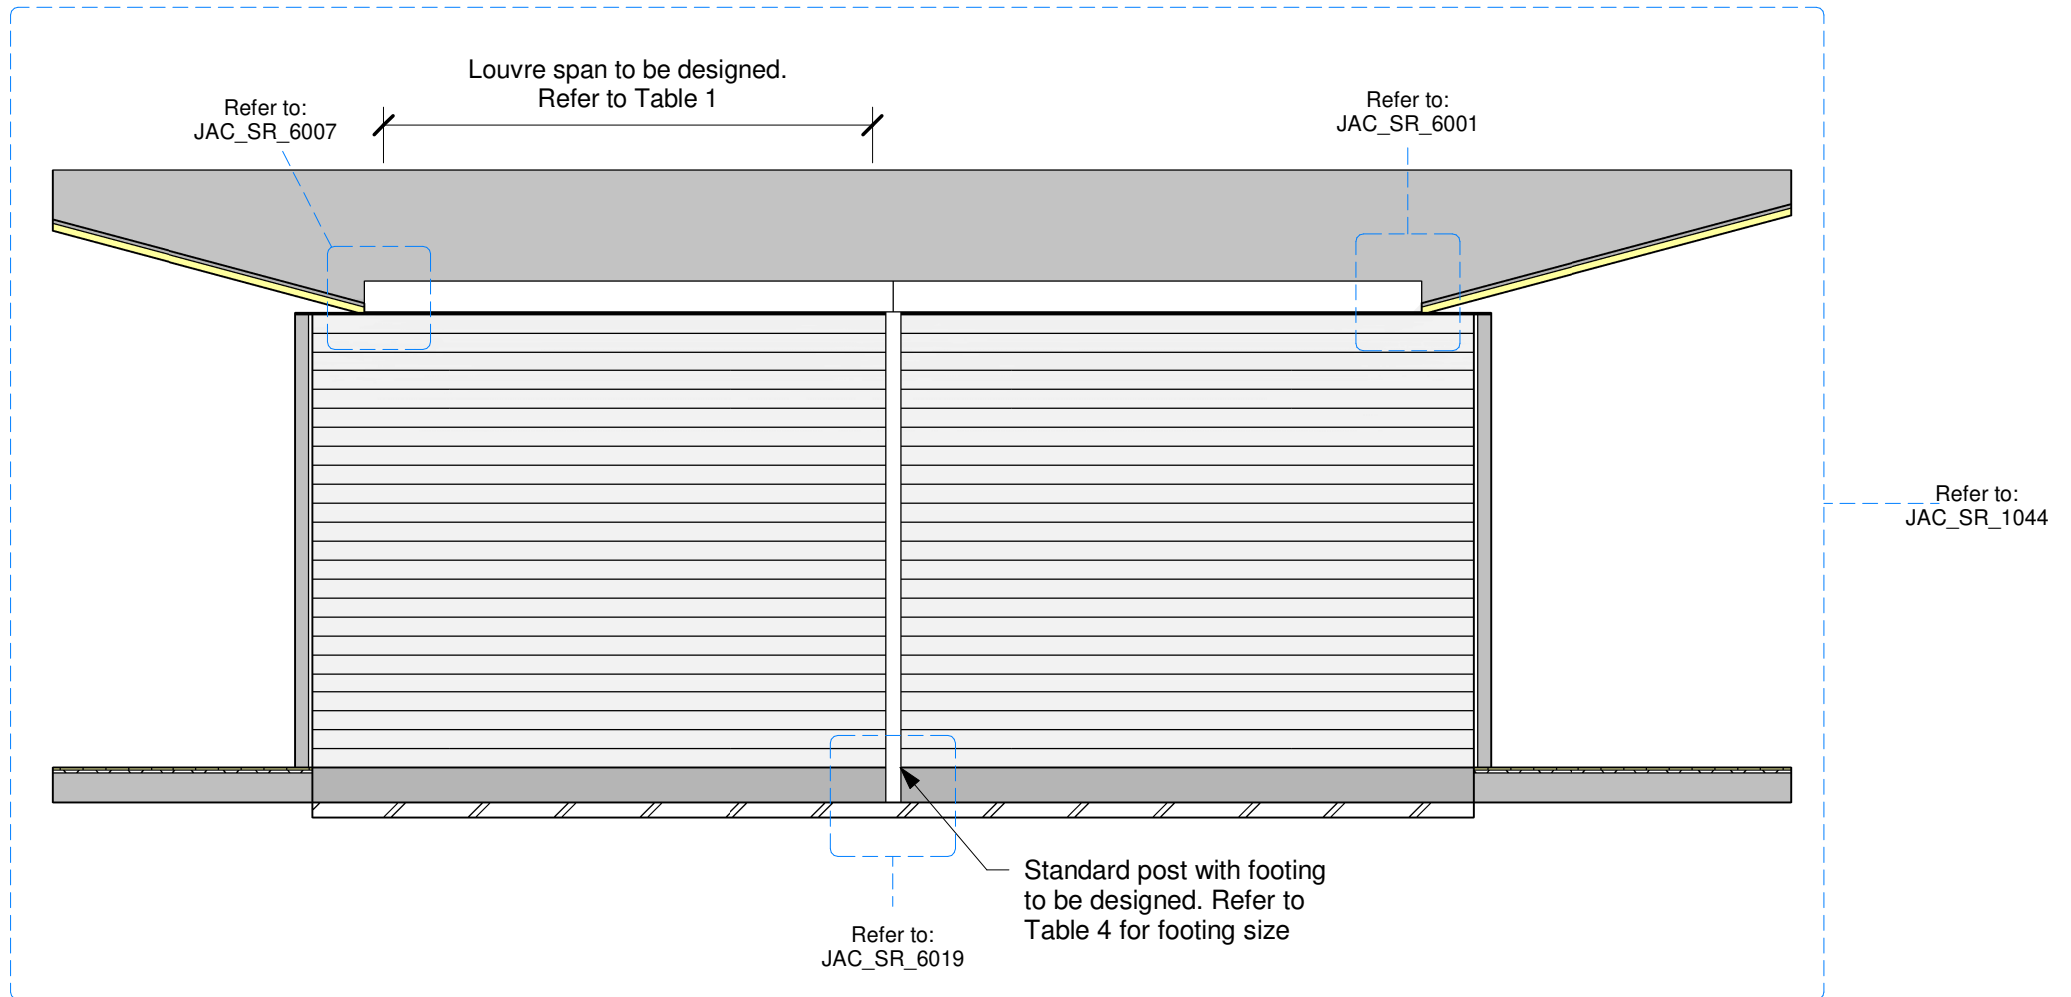 Louvre span to be designed.
Refer to Table 1
Refer to:
JAC_SR_6007
Refer to:
JAC_SR_6001
Refer to:
JAC_SR_1044
Standard post with footing
to be designed. Refer to
Table 4 for footing size
Refer to:
JAC_SR_6019